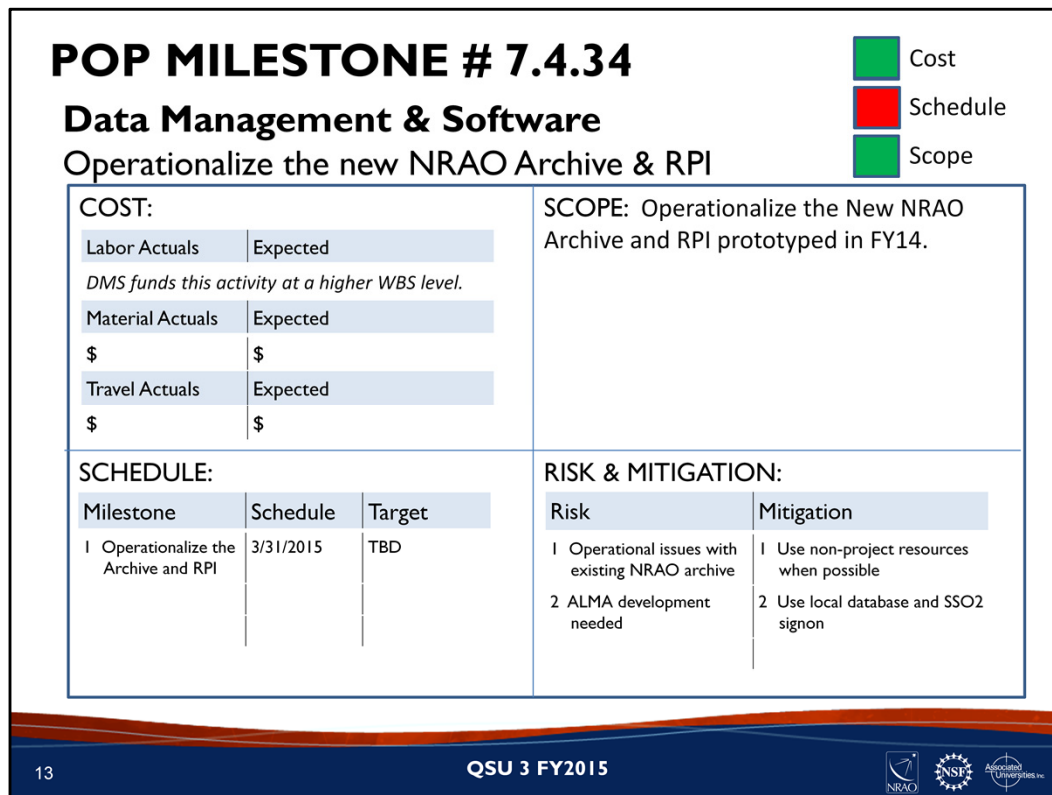 POP MILESTONE # 7.4.34
Cost
Schedule
Scope
Data Management & Software
Operationalize the new NRAO Archive & RPI
COST:
Labor Actuals Expected
DMS funds this activity at a higher WBS level.
Material Actuals Expected
$ $
Travel Actuals Expected
$ $
SCOPE: Operationalize the New NRAO
Archive and RPI prototyped in FY14.
SCHEDULE:
Milestone Schedule Target
1 Operationalize the 3/31/2015 TBD
Archive and RPI
RISK & MITIGATION:
Risk Mitigation
1 Operational issues with 1 Use non-project resources
existing NRAO archive when possible
2 ALMA development 2 Use local database and SSO2
needed signon
13
QSU 3 FY2015
NRAO
NSF
Associated
Universities, Inc.